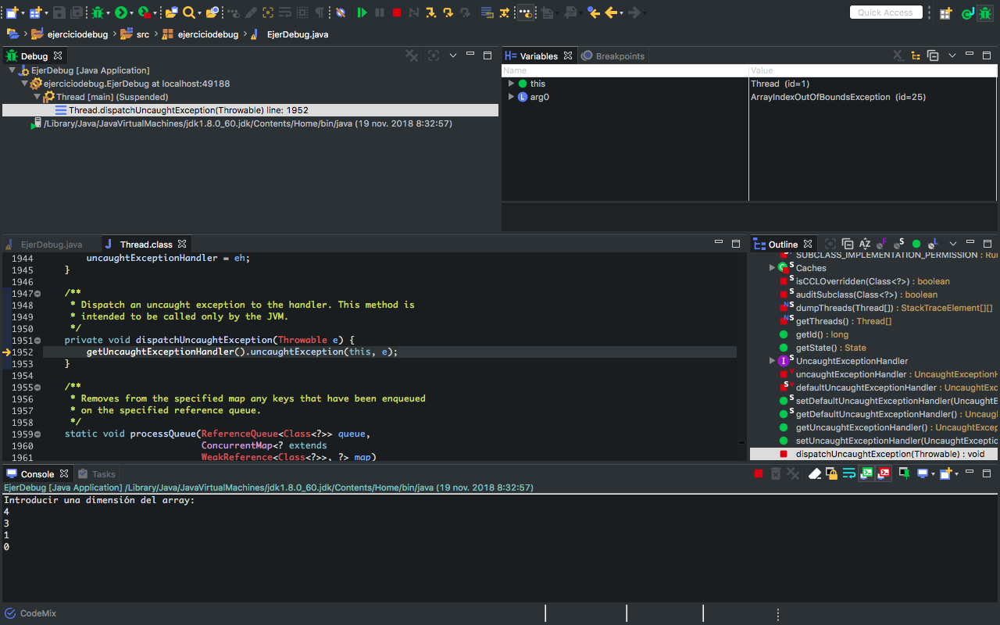 Quick Access
ejerciciodebug
src
ejerciciodebug
EjerDebug.java
Debug
EjerDebug [Java Application]
ejerciciodebug.EjerDebug at localhost:49188
Thread [main] (Suspended)
Thread.dispatchUncaughtException(Throwable) line: 1952
/Library/Java/JavaVirtualMachines/jdk1.8.0_60.jdk/Contents/Home/bin/java (19 nov. 2018 8:32:57)
Variables
Breakpoints
Name Value
this Thread (id=1)
arg0 ArrayIndexOutOfBoundsException (id=25)
EjerDebug.java
Thread.class
1944 uncaughtExceptionHandler = eh;
1945 }
1946
1947 /**
1948 * Dispatch an uncaught exception to the handler. This method is
1949 * intended to be called only by the JVM.
1950 */
1951 private void dispatchUncaughtException(Throwable e) {
1952 getUncaughtExceptionHandler().uncaughtException(this, e);
1953 }
1954
1955 /**
1956 * Removes from the specified map any keys that have been enqueued
1957 * on the specified reference queue.
1958 */
1959 static void processQueue(ReferenceQueue<Class<?>> queue,
1960 ConcurrentMap<? extends
1961 WeakReference<Class<?>>, ?> map)
Outline
SUBCLASS_IMPLEMENTATION_PERMISSION : Ru
Caches
isCCLOverridden(Class<?>) : boolean
auditSubclass(Class<?>) : boolean
dumpThreads(Thread[]) : StackTraceElement[][]
getThreads() : Thread[]
getId() : long
getState() : State
UncaughtExceptionHandler
uncaughtExceptionHandler : UncaughtExceptionH
defaultUncaughtExceptionHandler : UncaughtExc
setDefaultUncaughtExceptionHandler(UncaughtE
getDefaultUncaughtExceptionHandler() : Uncaugl
getUncaughtExceptionHandler() : UncaughtExcep
setUncaughtExceptionHandler(UncaughtExceptio
dispatchUncaughtException(Throwable) : void
Console
Tasks
EjerDebug [Java Application] /Library/Java/JavaVirtualMachines/jdk1.8.0_60.jdk/Contents/Home/bin/java (19 nov. 2018 8:32:57)
Introducir una dimensión del array:
4
3
1
0
CodeMix